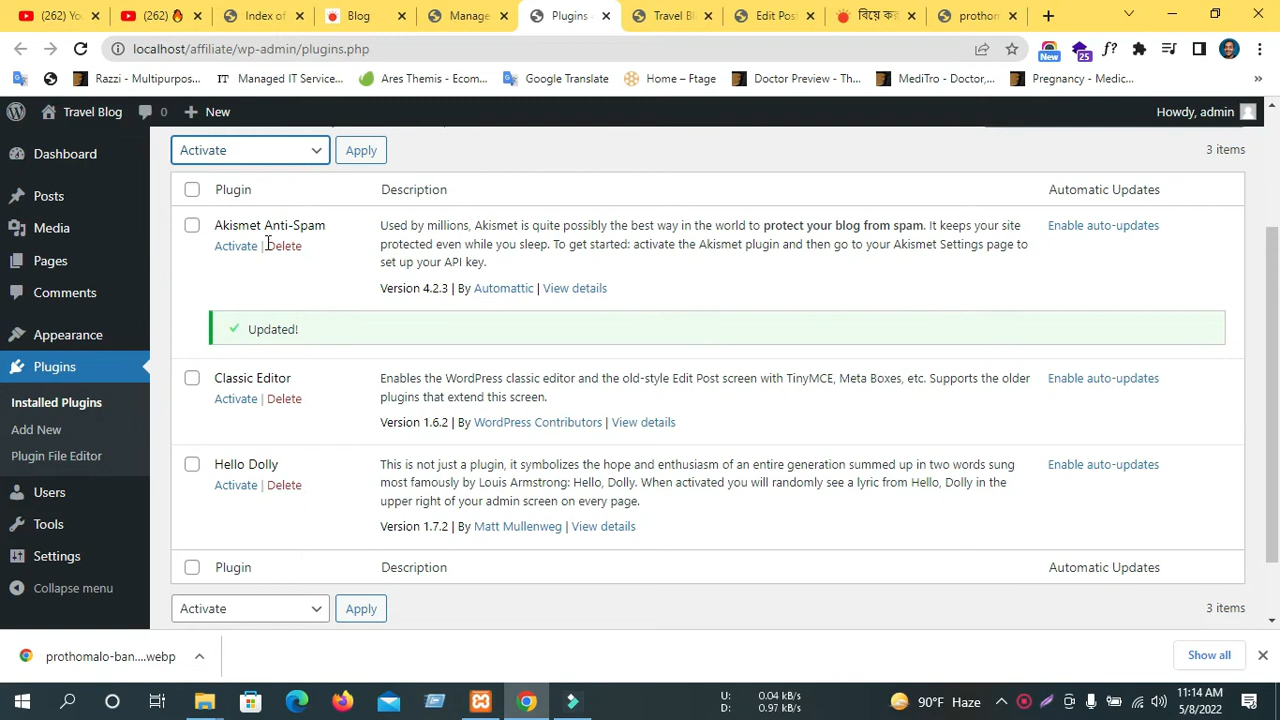 (262) Yo
(262)
Index of
Blog
Manage
Plugins
Travel Bl
Edit Post
বিয়ে কর
prothom
localhost/affiliate/wp-admin/plugins.php
New
25
f?
Razzi - Multipurpos...
IT Managed IT Service...
Ares Themis - Ecom...
Google Translate
Home – Ftage
Doctor Preview - Th...
MediTro - Doctor,...
Pregnancy - Medic...
»
Travel Blog
0
New
Howdy, admin
Dashboard
Posts
Media
Pages
Comments
Appearance
Plugins
Installed Plugins
Add New
Plugin File Editor
Users
Tools
Settings
Collapse menu
Activate
Apply
3 items
Plugin
Description
Automatic Updates
Akismet Anti-Spam
Activate | Delete
Used by millions, Akismet is quite possibly the best way in the world to protect your blog from spam. It keeps your site
protected even while you sleep. To get started: activate the Akismet plugin and then go to your Akismet Settings page to
set up your API key.
Version 4.2.3 | By Automattic | View details
Enable auto-updates
Updated!
Classic Editor
Activate | Delete
Enables the WordPress classic editor and the old-style Edit Post screen with TinyMCE, Meta Boxes, etc. Supports the older
plugins that extend this screen.
Version 1.6.2 | By WordPress Contributors | View details
Enable auto-updates
Hello Dolly
Activate | Delete
This is not just a plugin, it symbolizes the hope and enthusiasm of an entire generation summed up in two words sung
most famously by Louis Armstrong: Hello, Dolly. When activated you will randomly see a lyric from Hello, Dolly in the
upper right of your admin screen on every page.
Version 1.7.2 | By Matt Mullenweg | View details
Enable auto-updates
Plugin
Description
Automatic Updates
Activate
Apply
3 items
prothomalo-ban....webp
Show all
U: 0.04 kB/s
D: 0.97 kB/s
90°F Haze
11:14 AM
5/8/2022